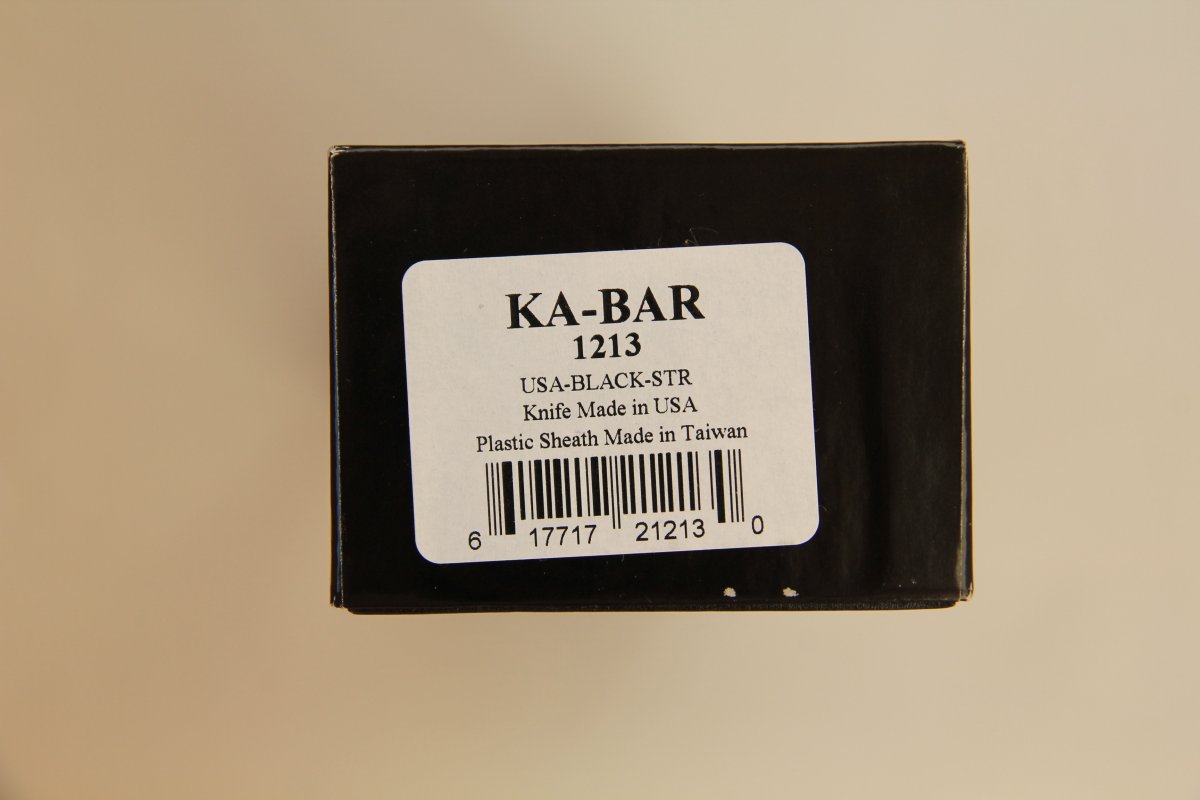 KA-BAR
1213
USA-BLACK-STR
Knife Made in USA
Plastic Sheath Made in Taiwan
6 17717 21213 0